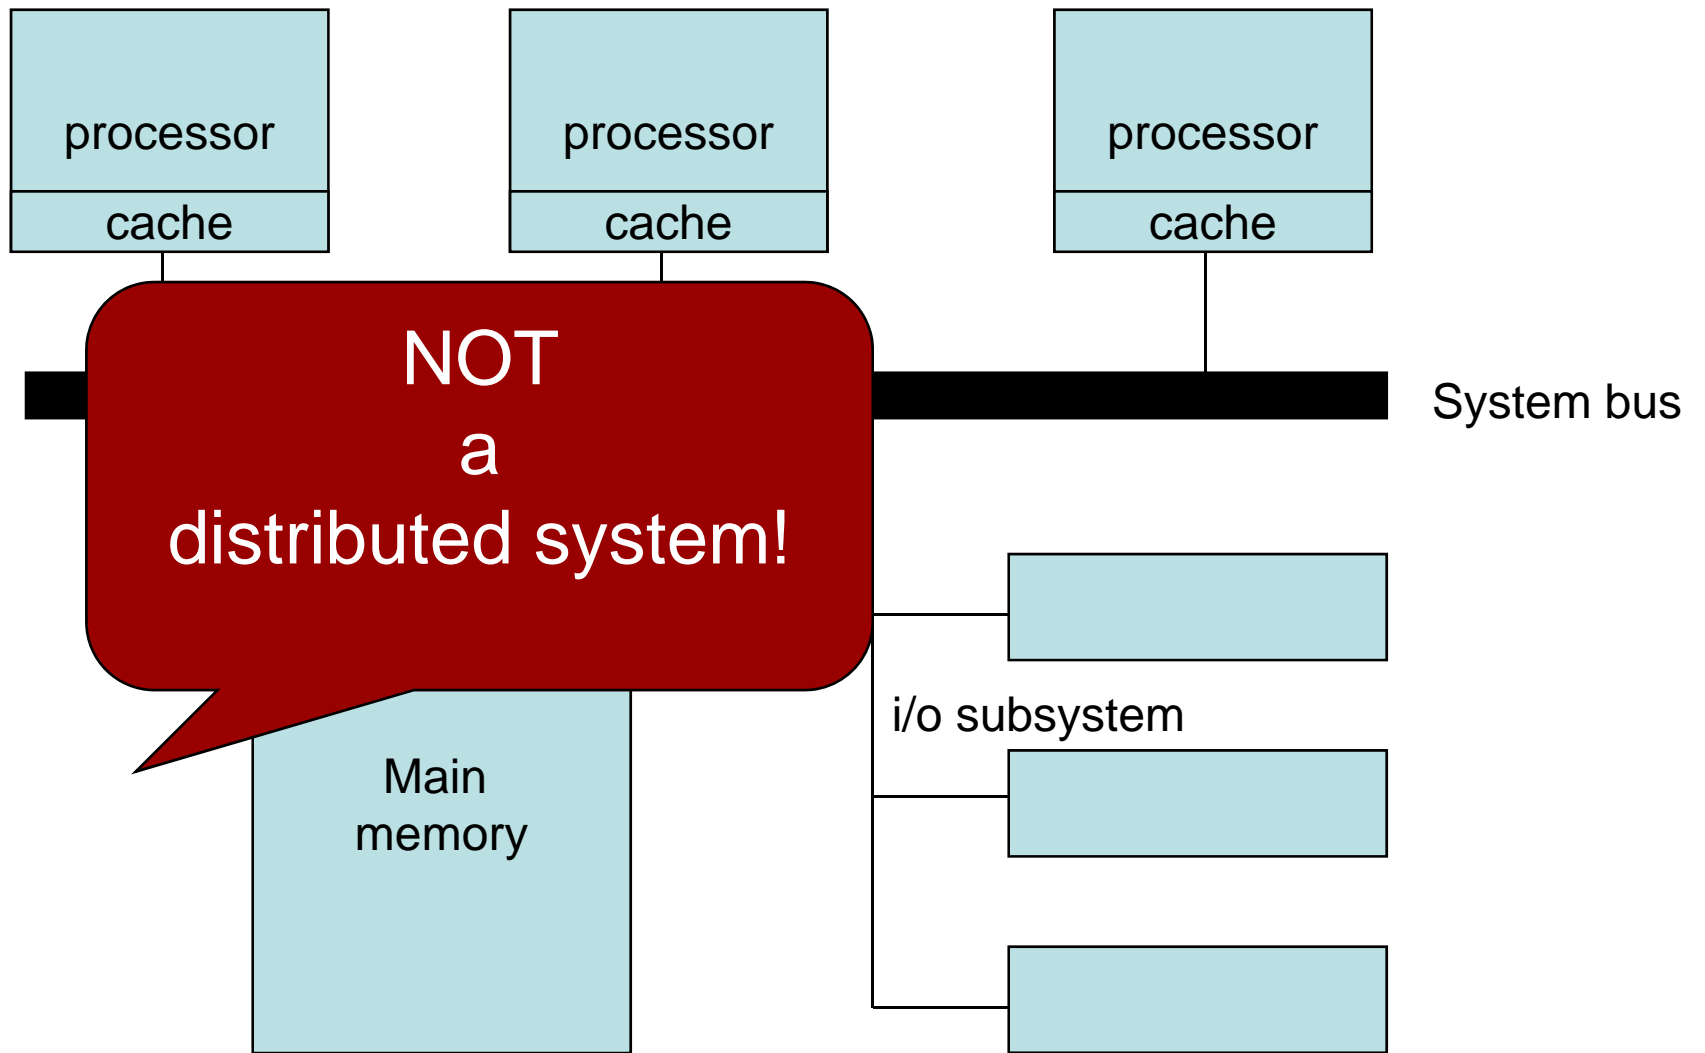 processor
processor
processor
cache
cache
cache
NOT
a
distributed system!
System bus
i/o subsystem
Main
memory